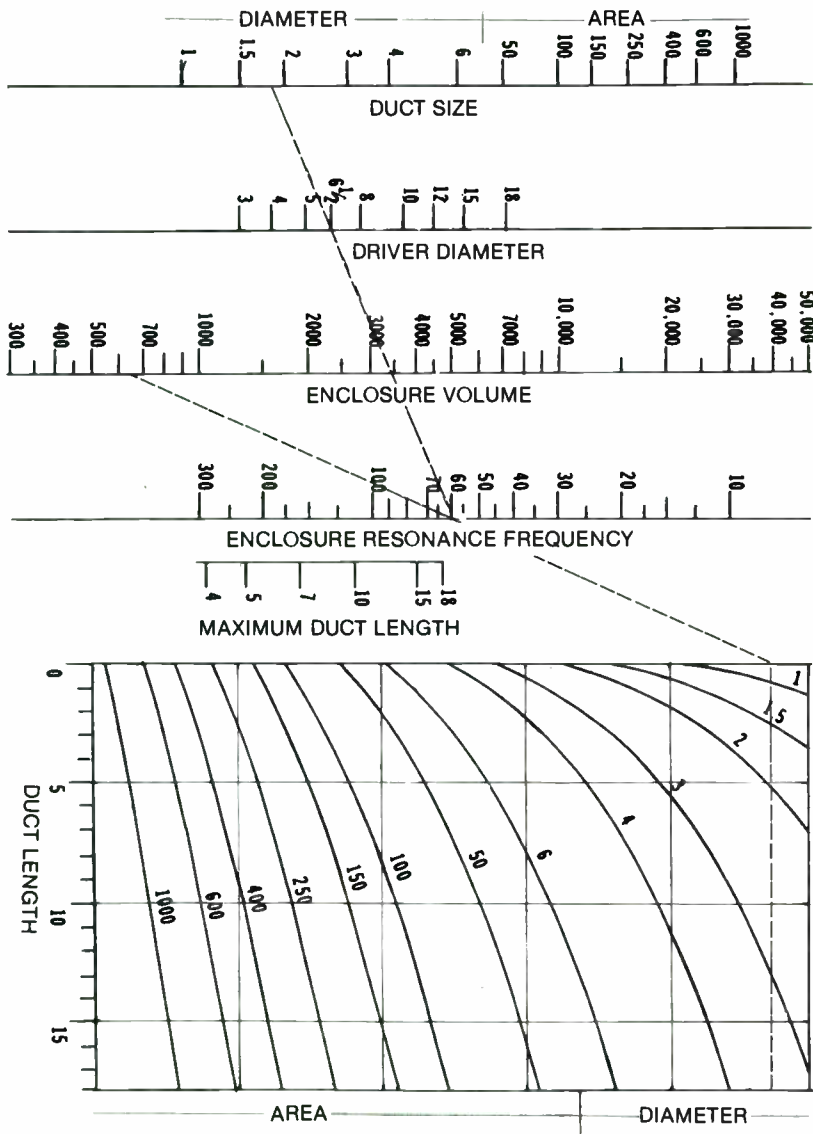 DIAMETER AREA
1 1.5 2 3 4 6 50 100 150 250 400 600 1000
DUCT SIZE
3 4 5 6½ 8 10 12 15 18
DRIVER DIAMETER
300 400 500 700 1000 2000 3000 4000 5000 7000 10,000 20,000 30,000 40,000 50,000
ENCLOSURE VOLUME
300 200 100 70 60 50 40 30 20 10
ENCLOSURE RESONANCE FREQUENCY
4 5 7 10 15 18
MAXIMUM DUCT LENGTH
0 5 10 15
DUCT LENGTH
1000 600 400 250 150 100 50 6 4 3 2 1.5 1
AREA DIAMETER